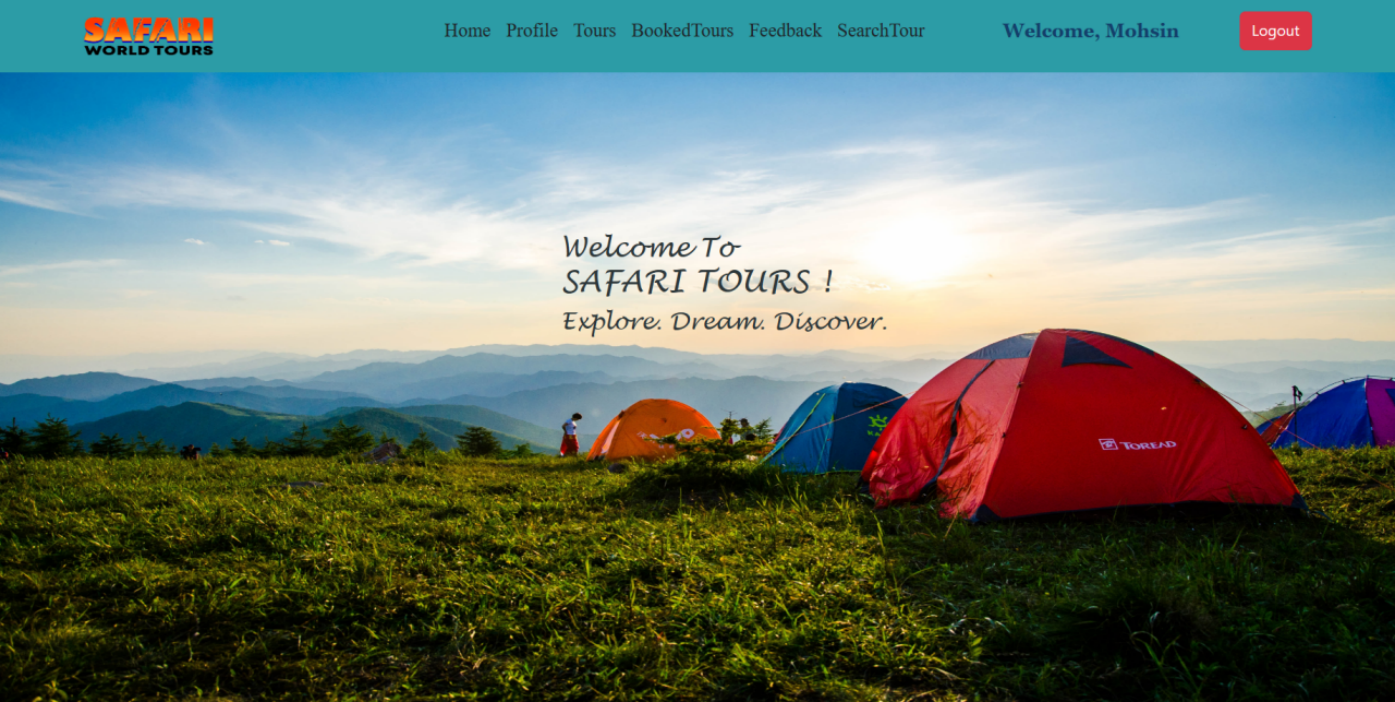 SAFARI
WORLD TOURS
Home Profile Tours BookedTours Feedback SearchTour
Welcome, Mohsin
Logout
Welcome To
SAFARI TOURS !
Explore. Dream. Discover.
TOREAD